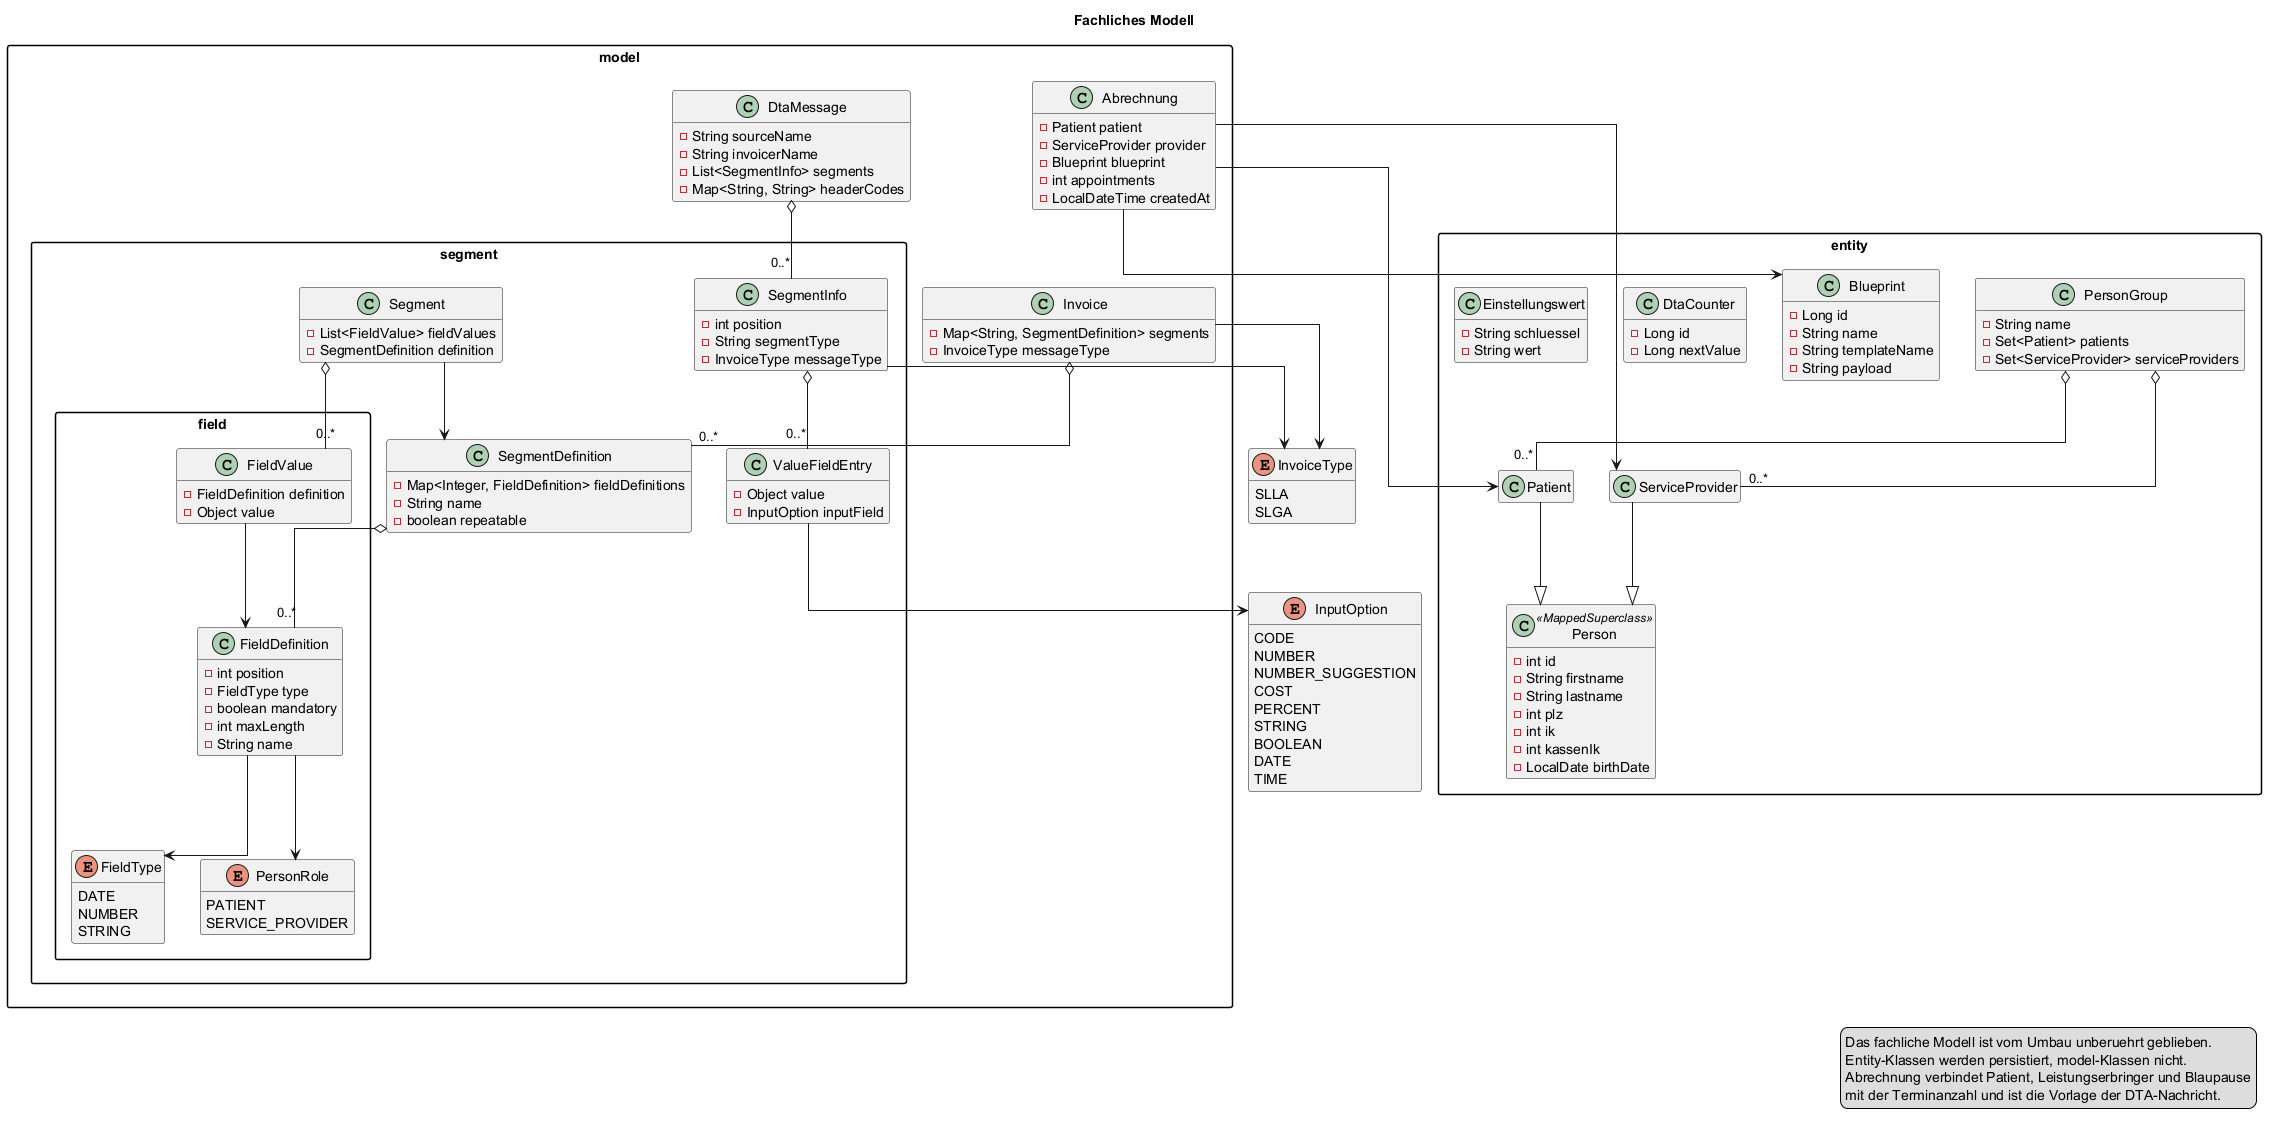 Fachliches Modell
model
DtaMessage
String sourceName
String invoicerName
List<SegmentInfo> segments
Map<String, String> headerCodes
Abrechnung
Patient patient
ServiceProvider provider
Blueprint blueprint
int appointments
LocalDateTime createdAt
segment
0..*
Segment
List<FieldValue> fieldValues
SegmentDefinition definition
SegmentInfo
int position
String segmentType
InvoiceType messageType
Invoice
Map<String, SegmentDefinition> segments
InvoiceType messageType
field
0..*
FieldValue
FieldDefinition definition
Object value
0..*
SegmentDefinition
Map<Integer, FieldDefinition> fieldDefinitions
String name
boolean repeatable
0..*
ValueFieldEntry
Object value
InputOption inputField
0..*
FieldDefinition
int position
FieldType type
boolean mandatory
int maxLength
String name
FieldType
DATE
NUMBER
STRING
PersonRole
PATIENT
SERVICE_PROVIDER
InvoiceType
SLLA
SLGA
InputOption
CODE
NUMBER
NUMBER_SUGGESTION
COST
PERCENT
STRING
BOOLEAN
DATE
TIME
entity
Einstellungswert
String schluessel
String wert
DtaCounter
Long id
Long nextValue
Blueprint
Long id
String name
String templateName
String payload
PersonGroup
String name
Set<Patient> patients
Set<ServiceProvider> serviceProviders
0..*
Patient
ServiceProvider
0..*
«MappedSuperclass»
Person
int id
String firstname
String lastname
int plz
int ik
int kassenIk
LocalDate birthDate
Das fachliche Modell ist vom Umbau unberuehrt geblieben.
Entity-Klassen werden persistiert, model-Klassen nicht.
Abrechnung verbindet Patient, Leistungserbringer und Blaupause
mit der Terminanzahl und ist die Vorlage der DTA-Nachricht.